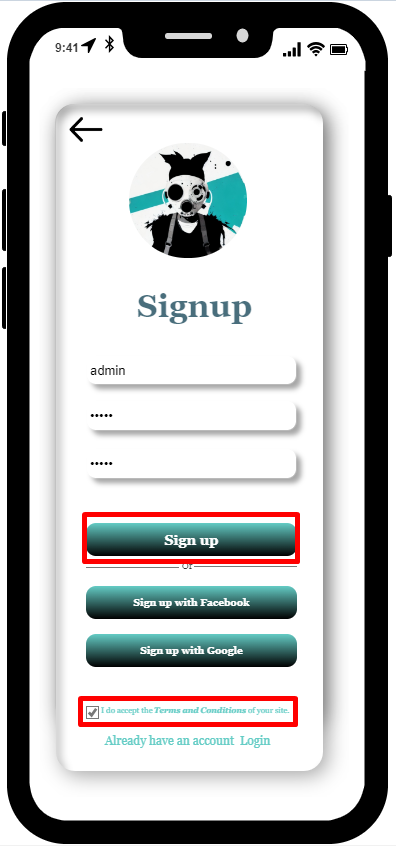 9:41
Signup
admin
•••••
•••••
Sign up
or
Sign up with Facebook
Sign up with Google
I do accept the Terms and Conditions of your site.
Already have an account Login